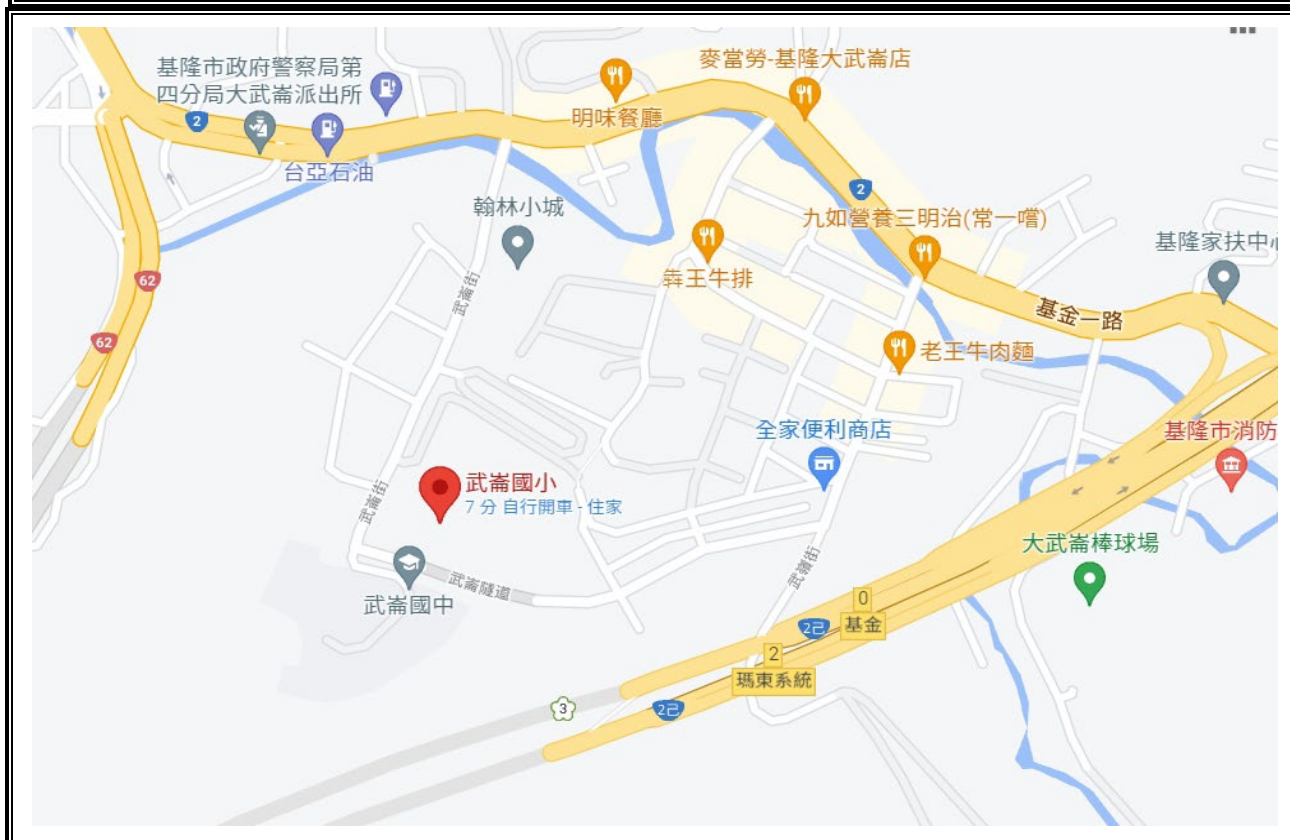 基隆市政府警察局第
四分局大武崙派出所
2
台亞石油
明味餐廳
麥當勞-基隆大武崙店
翰林小城
犇王牛排
2
九如營養三明治(常一嚐)
基隆家扶中心
基金一路
老王牛肉麵
62
62
武崙街
全家便利商店
基隆市消防
武崙國小
7 分 自行開車 - 住家
武崙街
武崙國中
武崙隧道
武嶺街
大武崙棒球場
0
基金
2己
2
瑪東系統
2己
3